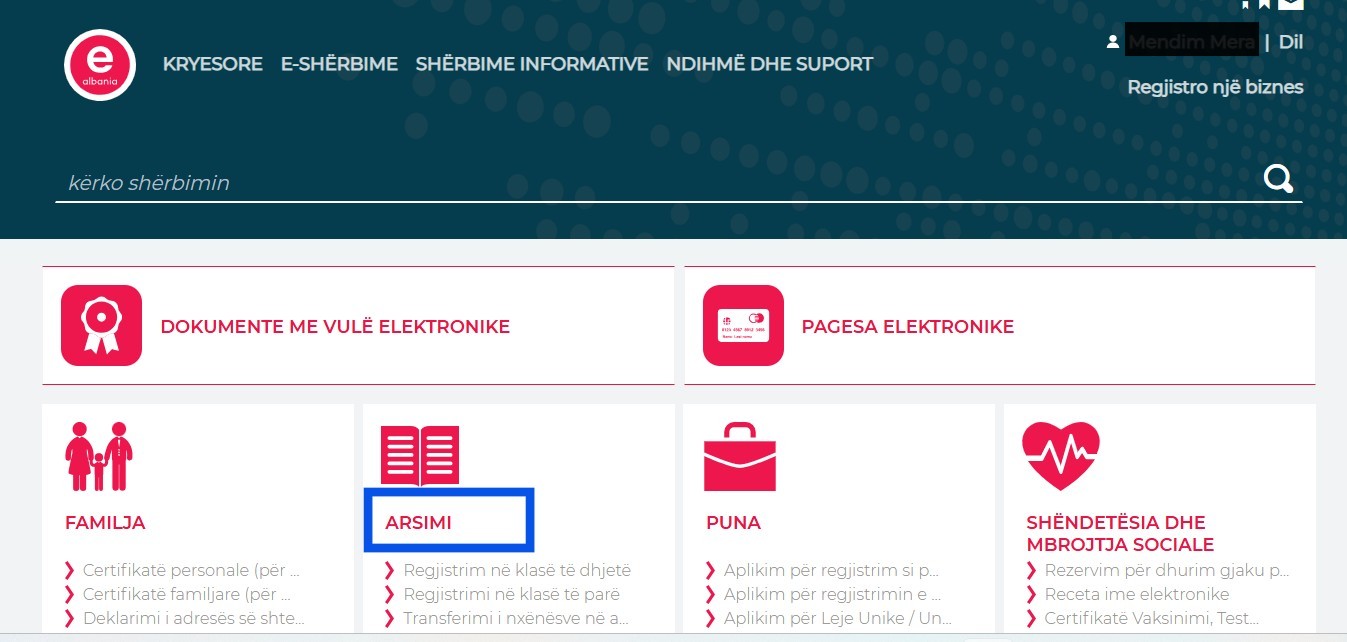 e
albania
KRYESORE E-SHËRBIME SHËRBIME INFORMATIVE NDIHMË DHE SUPORT
| Dil
Regjistro një biznes
kërko shërbimin
DOKUMENTE ME VULË ELEKTRONIKE
PAGESA ELEKTRONIKE
FAMILJA
Certifikatë personale (për ...
Certifikatë familjare (për ...
Deklarimi i adresës së shte...
ARSIMI
Regjistrim në klasë të dhjetë
Regjistrimi në klasë të parë
Transferimi i nxënësve në a...
PUNA
Aplikim për regjistrim si p...
Aplikim për regjistrimin e ...
Aplikim për Leje Unike / Un...
SHËNDETËSIA DHE
MBROJTJA SOCIALE
Rezervim për dhurim gjaku p...
Receta ime elektronike
Certifikatë Vaksinimi, Test...